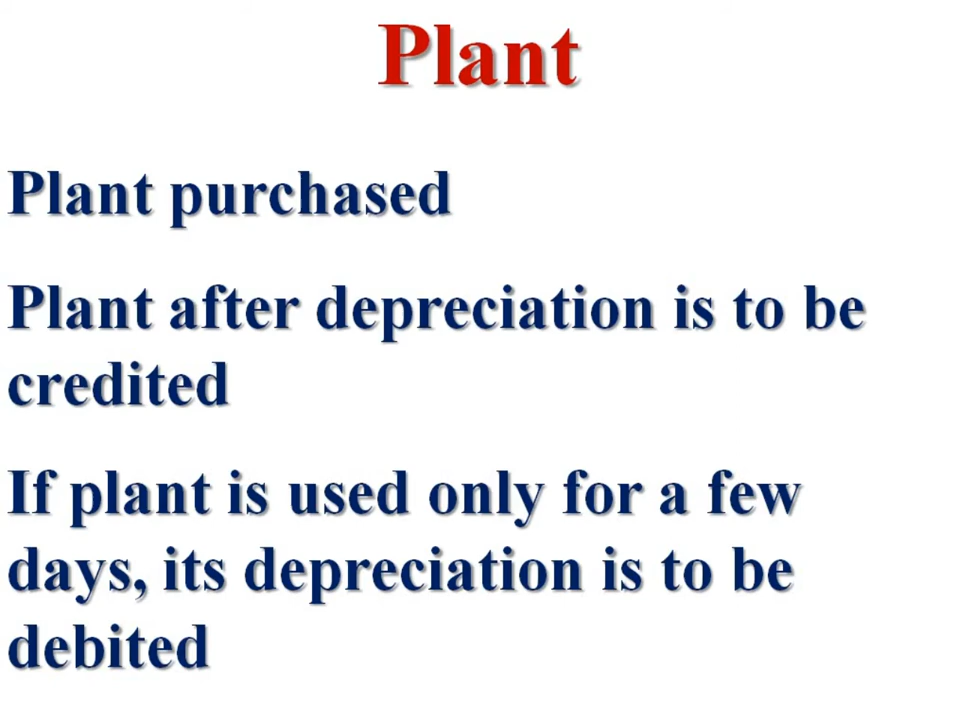 Plant
Plant purchased
Plant after depreciation is to be
credited
If plant is used only for a few
days, its depreciation is to be
debited